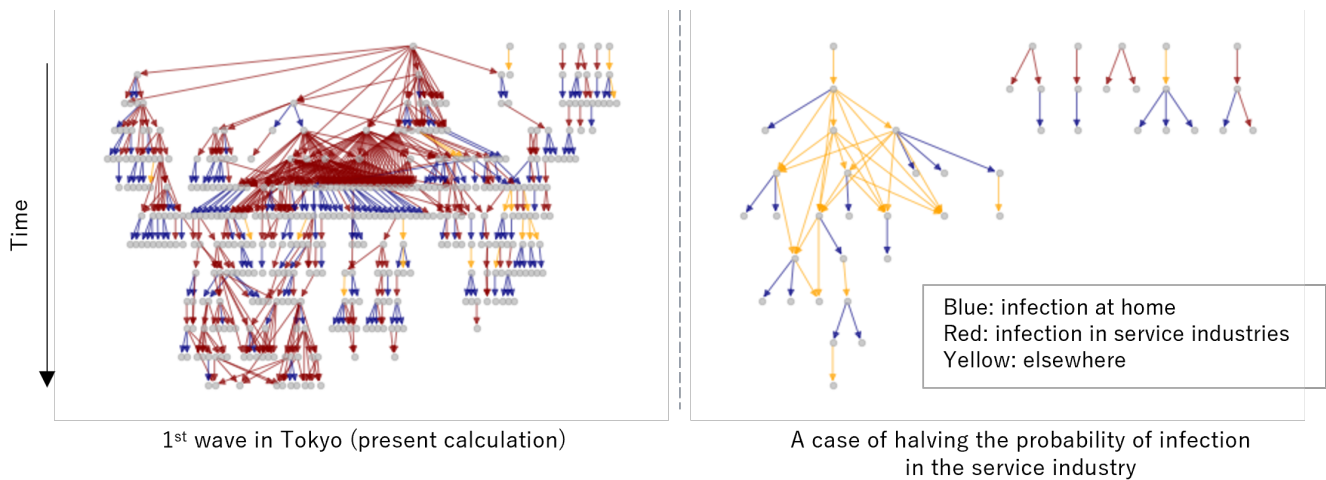 Time
Blue: infection at home
Red: infection in service industries
Yellow: elsewhere
1st wave in Tokyo (present calculation)
A case of halving the probability of infection
in the service industry